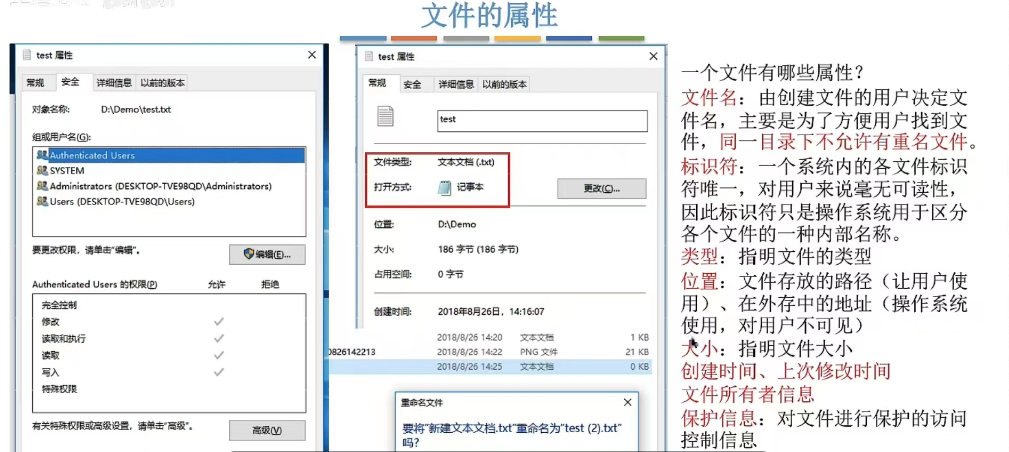 文件的属性
test 属性
常规 安全 详细信息 以前的版本
对象名称: D:\Demo\test.txt
组或用户名(G):
Authenticated Users
SYSTEM
Administrators (DESKTOP-TVE98QD\Administrators)
Users (DESKTOP-TVE98QD\Users)
要更改权限，请单击"编辑"。
编辑(E)...
Authenticated Users 的权限(P) 允许 拒绝
完全控制
修改
读取和执行
读取
写入
特殊权限
有关特殊权限或高级设置，请单击"高级"。
高级(V)
test 属性
常规 安全 详细信息 以前的版本
test
文件类型: 文本文档 (.txt)
打开方式: 记事本
更改(C)...
位置: D:\Demo
大小: 186 字节 (186 字节)
占用空间: 0 字节
创建时间: 2018年8月26日，14:16:07
2018/8/26 14:20 文本文档 1 KB
0826142213 2018/8/26 14:22 PNG 文件 21 KB
2018/8/26 14:25 文本文档 0 KB
重命名文件
要将"新建文本文档.txt"重命名为"test (2).txt"
吗?
一个文件有哪些属性？
文件名：由创建文件的用户决定文
件名，主要是为了方便用户找到文
件，同一目录下不允许有重名文件。
标识符：一个系统内的各文件标识
符唯一，对用户来说毫无可读性，
因此标识符只是操作系统用于区分
各个文件的一种内部名称。
类型：指明文件的类型
位置：文件存放的路径（让用户使
用）、在外存中的地址（操作系统
使用，对用户不可见）
大小：指明文件大小
创建时间、上次修改时间
文件所有者信息
保护信息：对文件进行保护的访问
控制信息